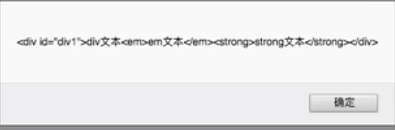 <div id="div1">div文本<em>em文本</em><strong>strong文本</strong></div>
确定